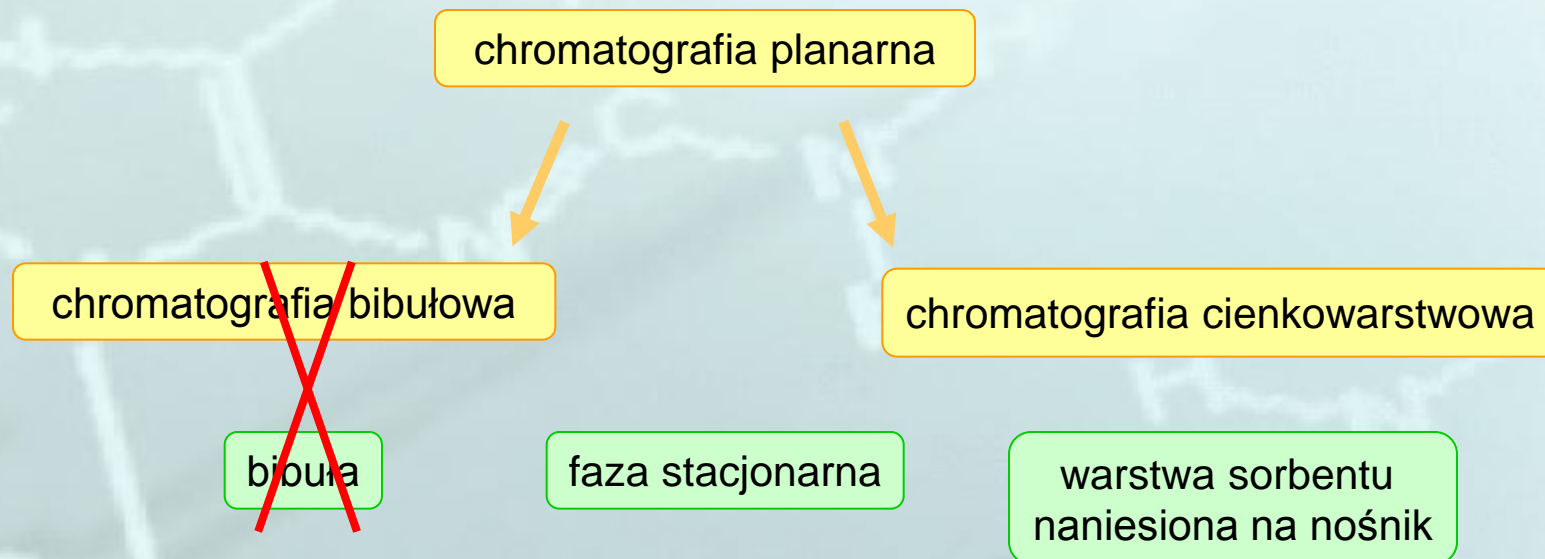 chromatografia planarna
chromatografia bibułowa
chromatografia cienkowarstwowa
bibuła
faza stacjonarna
warstwa sorbentu
naniesiona na nośnik